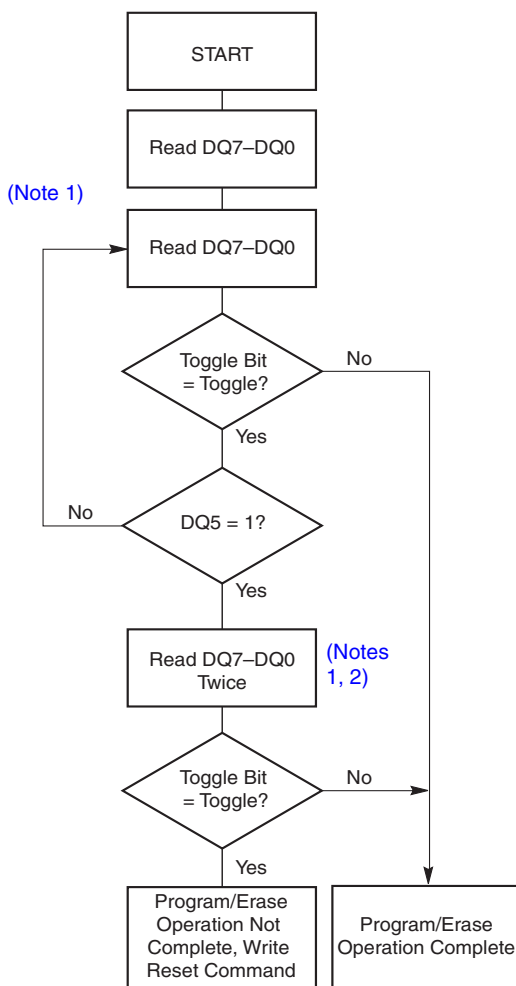 START
Read DQ7–DQ0
(Note 1)
Read DQ7–DQ0
Toggle Bit
= Toggle?
No
Yes
No
DQ5 = 1?
Yes
Read DQ7–DQ0
Twice
(Notes
1, 2)
Toggle Bit
= Toggle?
No
Yes
Program/Erase
Operation Not
Complete, Write
Reset Command
Program/Erase
Operation Complete